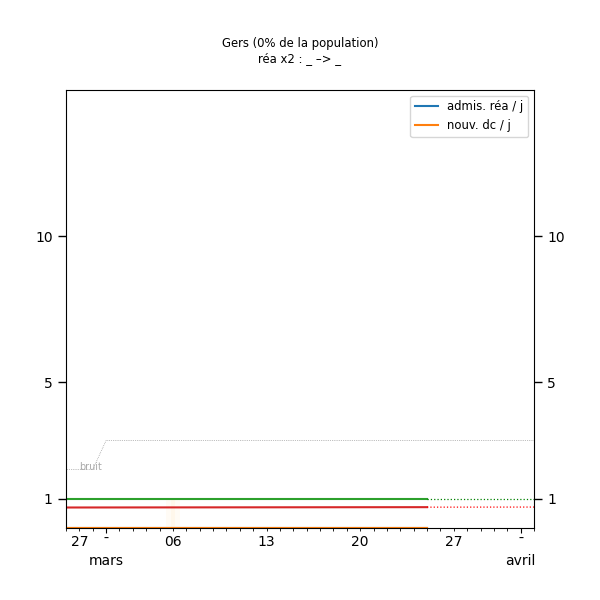 Gers (0% de la population)
réa x2 : _ –> _
admis. réa / j
nouv. dc / j
10 10
5 5
bruit
1 1
27 - 06 13 20 27 -
mars avril